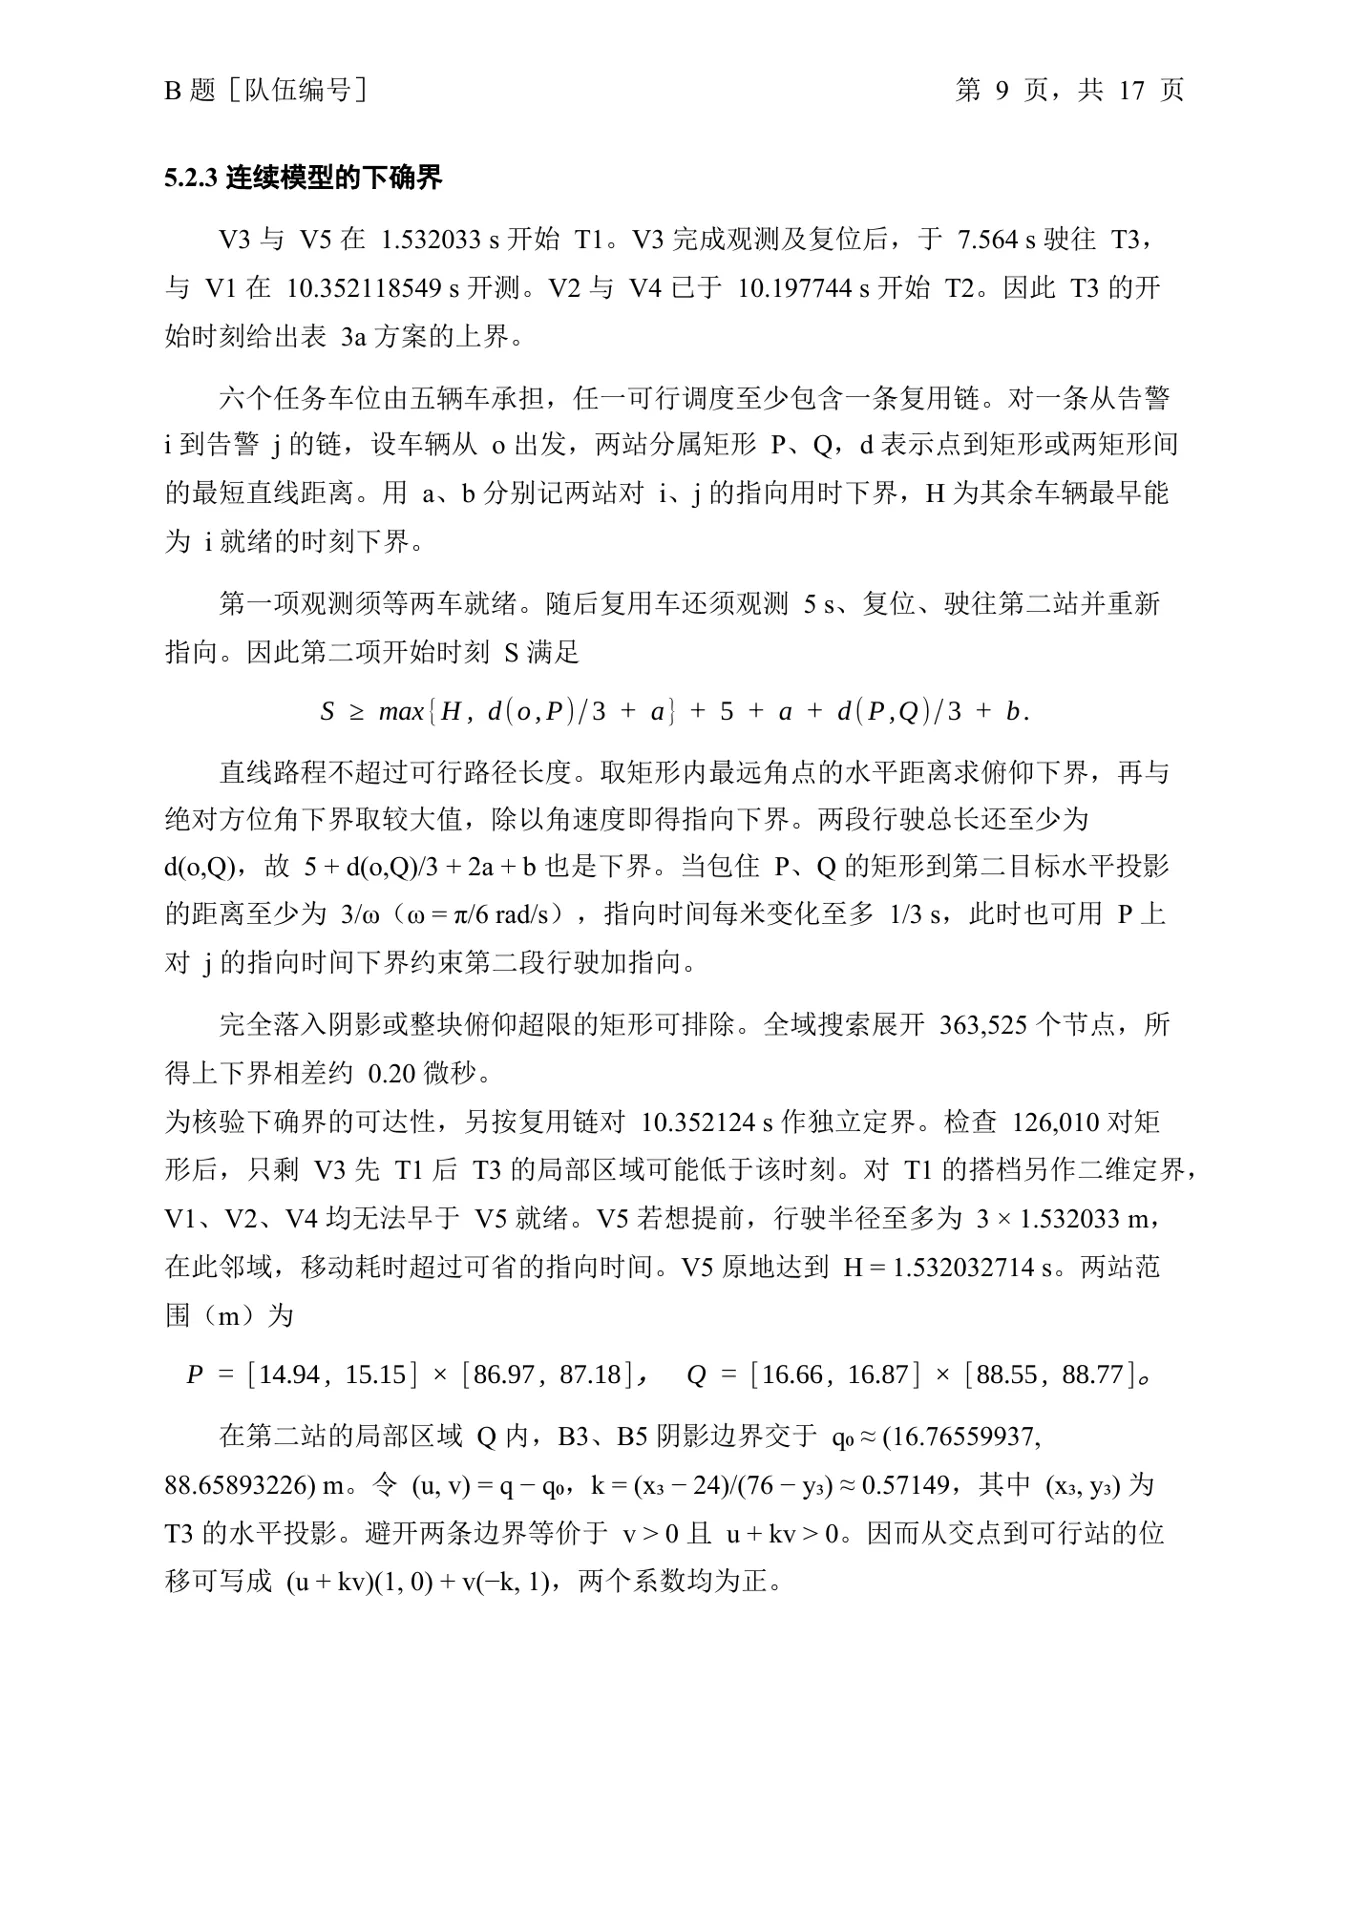 B 题［队伍编号］ 第 9 页，共 17 页
5.2.3 连续模型的下确界
V3 与 V5 在 1.532033 s 开始 T1。V3 完成观测及复位后，于 7.564 s 驶往 T3，
与 V1 在 10.352118549 s 开测。V2 与 V4 已于 10.197744 s 开始 T2。因此 T3 的开
始时刻给出表 3a 方案的上界。
六个任务车位由五辆车承担，任一可行调度至少包含一条复用链。对一条从告警
i 到告警 j 的链，设车辆从 o 出发，两站分属矩形 P、Q，d 表示点到矩形或两矩形间
的最短直线距离。用 a、b 分别记两站对 i、j 的指向用时下界，H 为其余车辆最早能
为 i 就绪的时刻下界。
第一项观测须等两车就绪。随后复用车还须观测 5 s、复位、驶往第二站并重新
指向。因此第二项开始时刻 S 满足
S ≥ max{H , d(o,P)/3 + a} + 5 + a + d(P,Q)/3 + b.
直线路程不超过可行路径长度。取矩形内最远角点的水平距离求俯仰下界，再与
绝对方位角下界取较大值，除以角速度即得指向下界。两段行驶总长还至少为
d(o,Q)，故 5 + d(o,Q)/3 + 2a + b 也是下界。当包住 P、Q 的矩形到第二目标水平投影
的距离至少为 3/ω（ω = π/6 rad/s），指向时间每米变化至多 1/3 s，此时也可用 P 上
对 j 的指向时间下界约束第二段行驶加指向。
完全落入阴影或整块俯仰超限的矩形可排除。全域搜索展开 363,525 个节点，所
得上下界相差约 0.20 微秒。
为核验下确界的可达性，另按复用链对 10.352124 s 作独立定界。检查 126,010 对矩
形后，只剩 V3 先 T1 后 T3 的局部区域可能低于该时刻。对 T1 的搭档另作二维定界，
V1、V2、V4 均无法早于 V5 就绪。V5 若想提前，行驶半径至多为 3 × 1.532033 m，
在此邻域，移动耗时超过可省的指向时间。V5 原地达到 H = 1.532032714 s。两站范
围（m）为
P = [14.94 , 15.15] × [86.97 , 87.18]， Q = [16.66 , 16.87] × [88.55 , 88.77]。
在第二站的局部区域 Q 内，B3、B5 阴影边界交于 q₀ ≈ (16.76559937,
88.65893226) m。令 (u, v) = q − q₀，k = (x₃ − 24)/(76 − y₃) ≈ 0.57149，其中 (x₃, y₃) 为
T3 的水平投影。避开两条边界等价于 v > 0 且 u + kv > 0。因而从交点到可行站的位
移可写成 (u + kv)(1, 0) + v(−k, 1)，两个系数均为正。